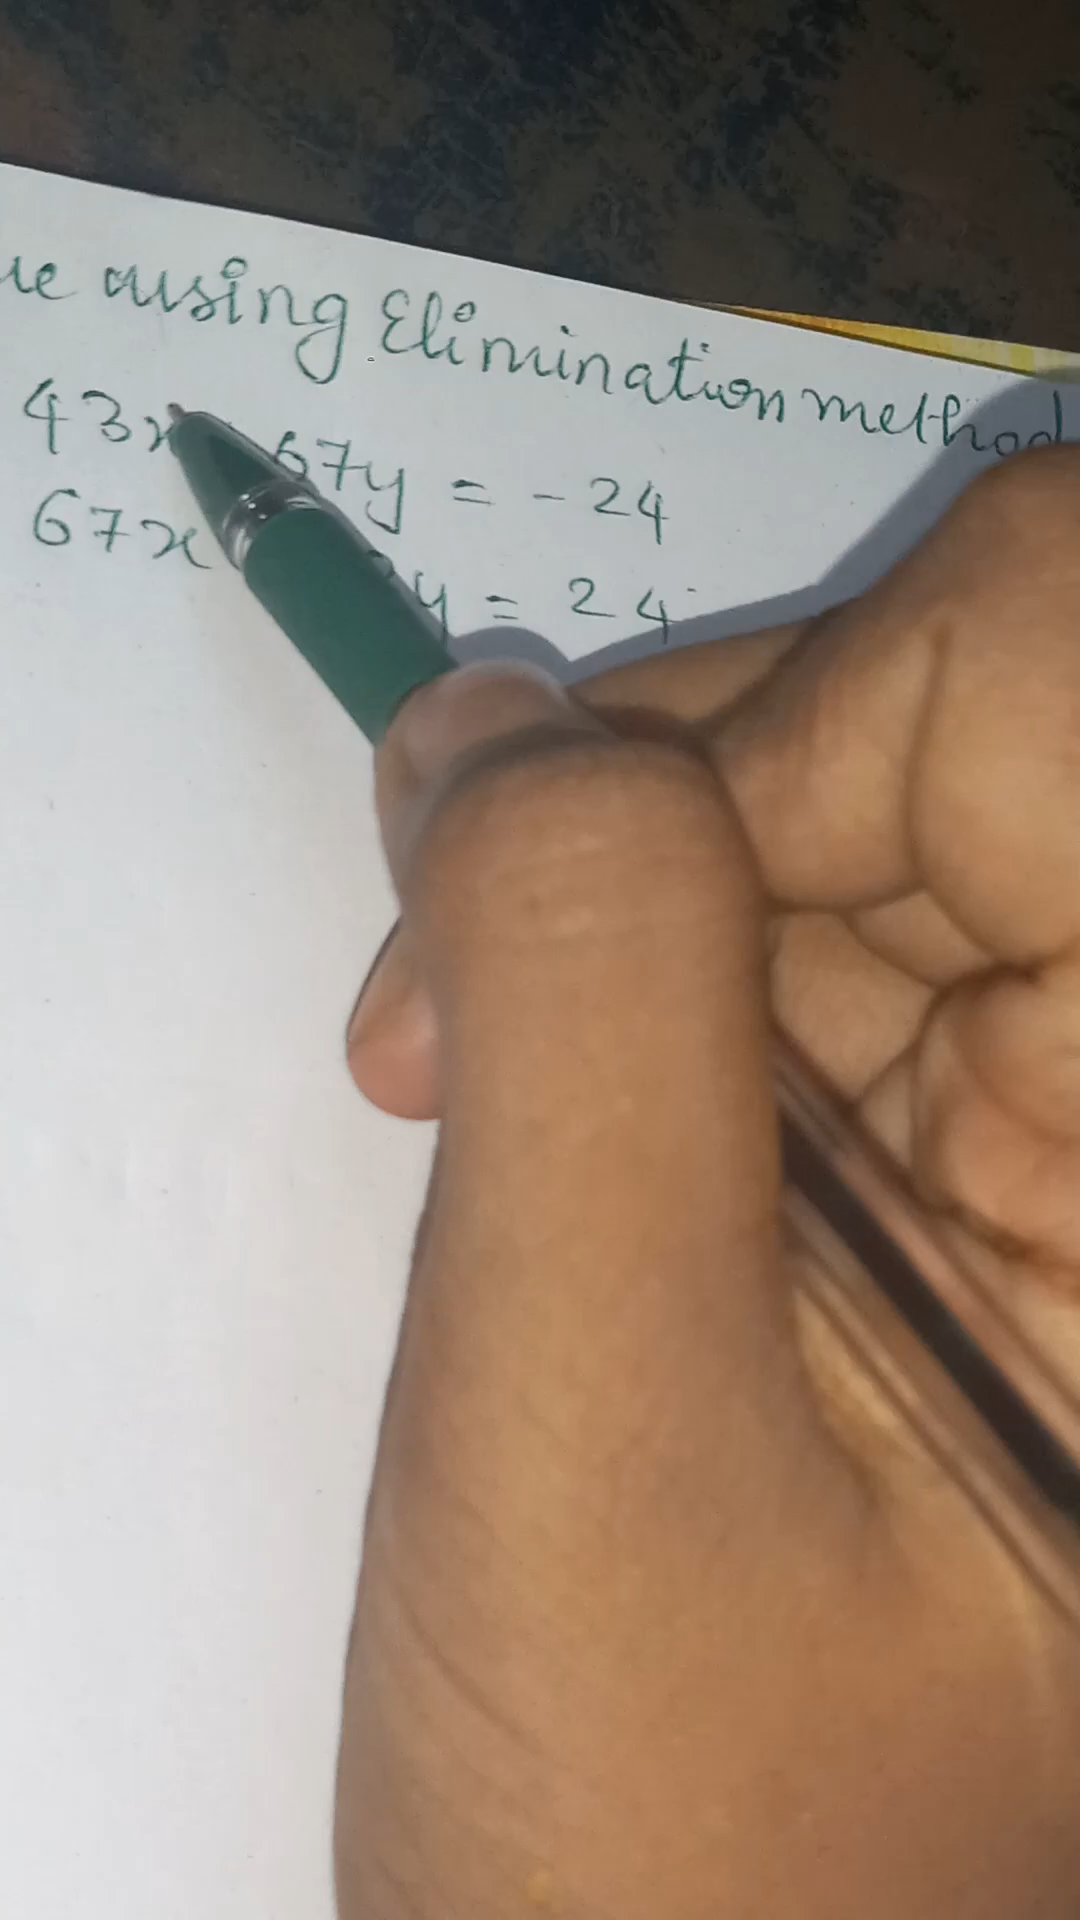 using Elimination method
43x 67y = -24
67x y = 24